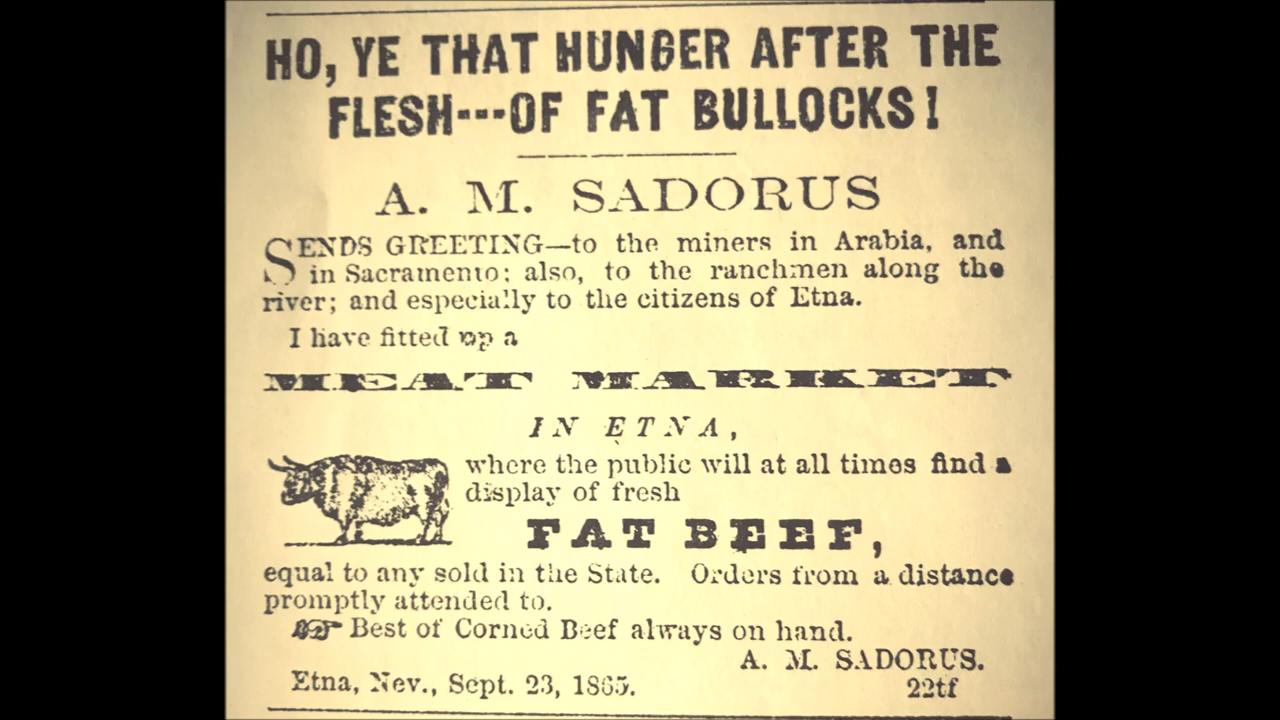 HO, YE THAT HUNGER AFTER THE
FLESH---OF FAT BULLOCKS!
A. M. SADORUS
SENDS GREETING—to the miners in Arabia, and
in Sacramento; also, to the ranchmen along the
river; and especially to the citizens of Etna.
I have fitted up a
MEAT MARKET
IN ETNA,
where the public will at all times find a
display of fresh
FAT BEEF,
equal to any sold in the State. Orders from a distance
promptly attended to.
☞ Best of Corned Beef always on hand.
A. M. SADORUS.
Etna, Nev., Sept. 23, 1865.
22tf